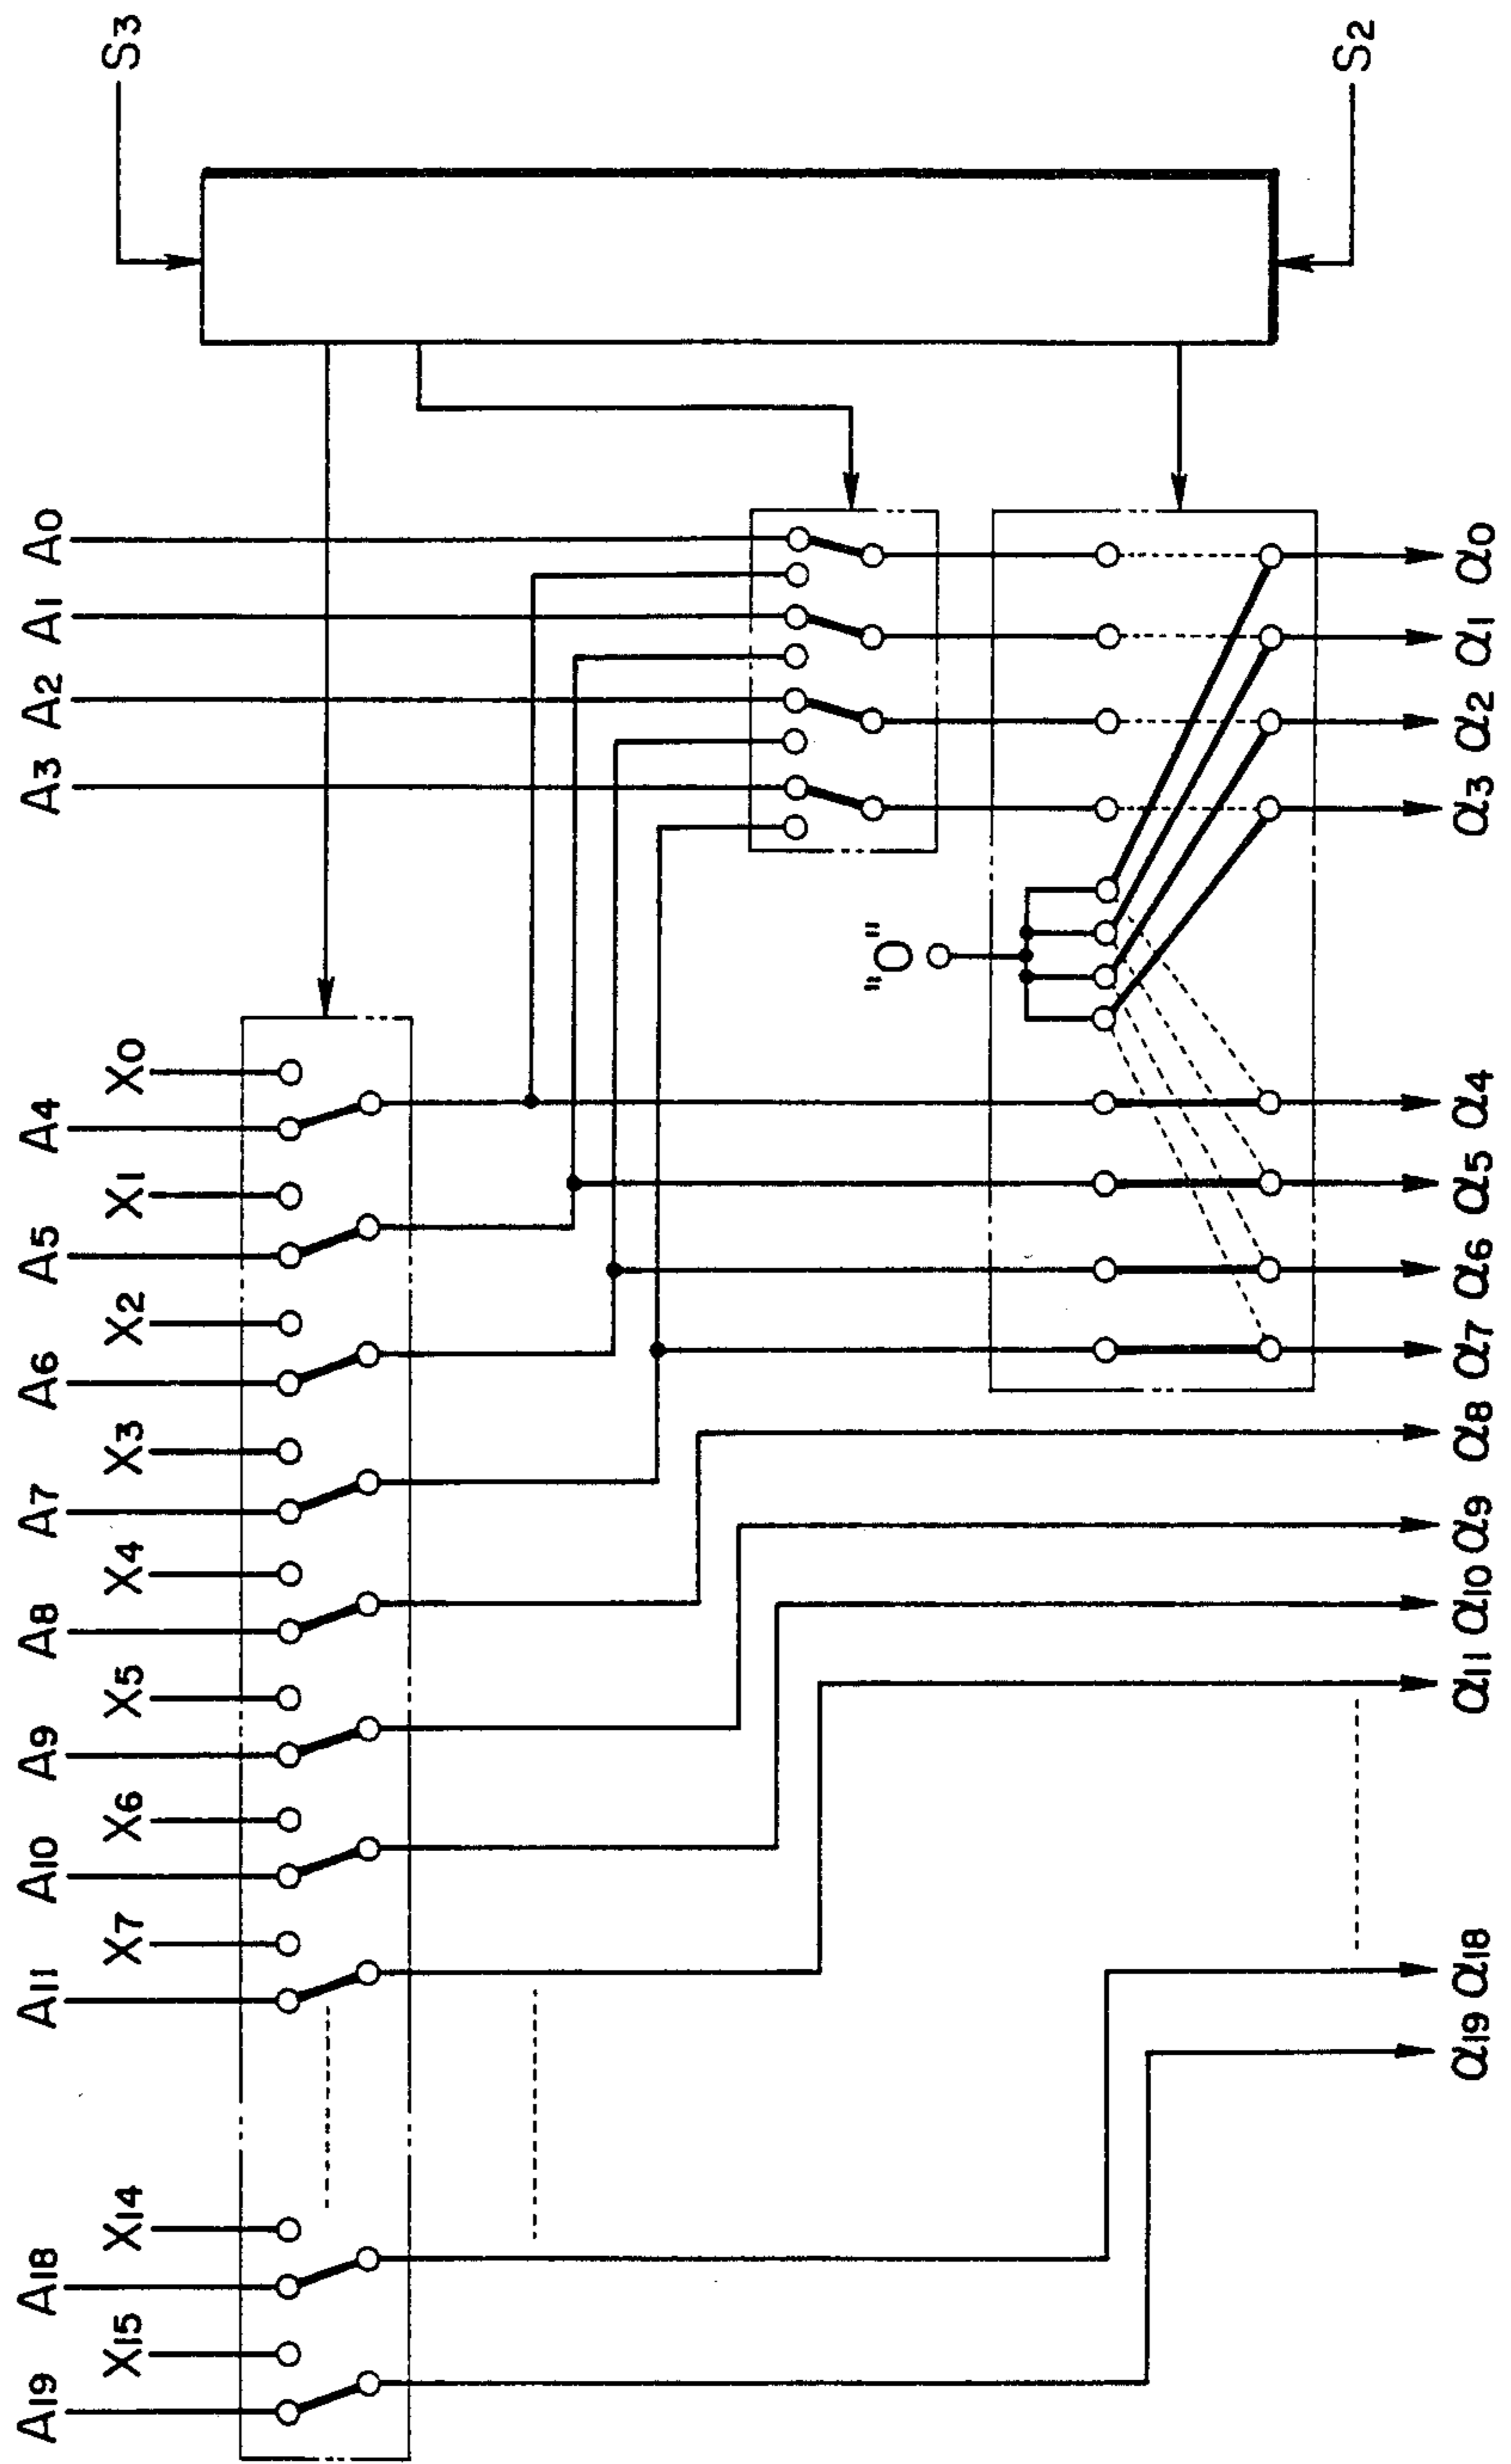 A19 A18 A11 A10 A9 A8 A7 A6 A5 A4 A3 A2 A1 A0
X15 X14 X7 X6 X5 X4 X3 X2 X1 X0
S3
"0"
S2
α19 α18 α11 α10 α9 α8 α7 α6 α5 α4 α3 α2 α1 α0